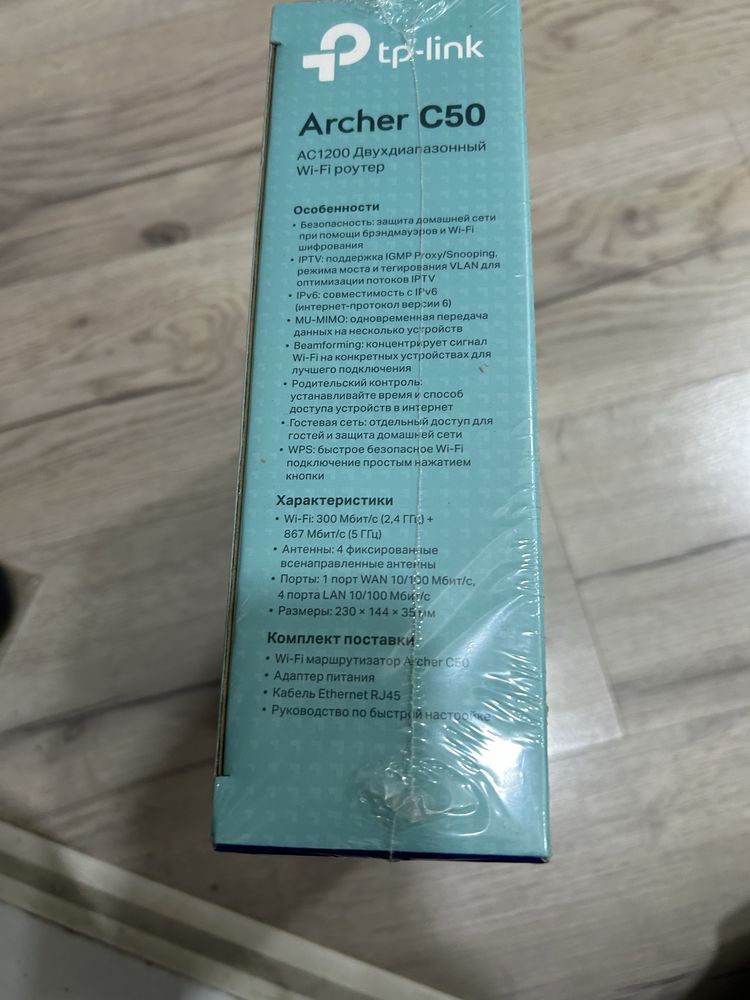 tp-link
Archer C50
AC1200 Двухдиапазонный
Wi-Fi роутер
Особенности
• Безопасность: защита домашней сети
при помощи брэндмауэров и Wi-Fi
шифрования
• IPTV: поддержка IGMP Proxy/Snooping,
режима моста и тегирования VLAN для
оптимизации потоков IPTV
• IPv6: совместимость с IPv6
(интернет-протокол версии 6)
• MU-MIMO: одновременная передача
данных на несколько устройств
• Beamforming: концентрирует сигнал
Wi-Fi на конкретных устройствах для
лучшего подключения
• Родительский контроль:
устанавливайте время и способ
доступа устройств в интернет
• Гостевая сеть: отдельный доступ для
гостей и защита домашней сети
• WPS: быстрое безопасное Wi-Fi
подключение простым нажатием
кнопки
Характеристики
• Wi-Fi: 300 Мбит/с (2,4 ГГц) +
867 Мбит/с (5 ГГц)
• Антенны: 4 фиксированные
всенаправленные антенны
• Порты: 1 порт WAN 10/100 Мбит/с,
4 порта LAN 10/100 Мбит/с
• Размеры: 230 × 144 × 35 мм
Комплект поставки
• Wi-Fi маршрутизатор Archer C50
• Адаптер питания
• Кабель Ethernet RJ45
• Руководство по быстрой настройке